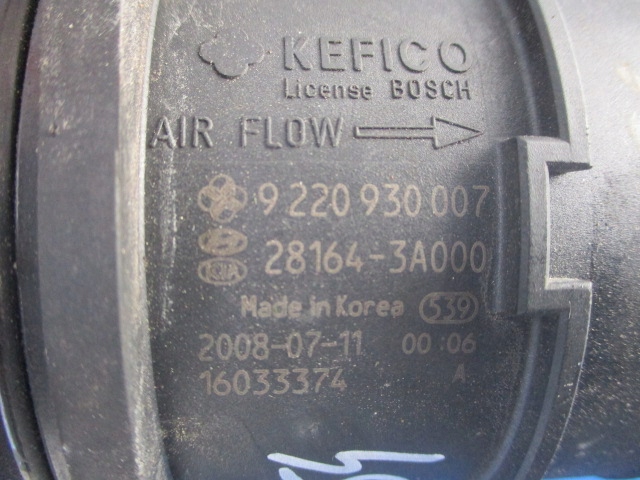 KEFICO
License BOSCH
AIR FLOW
9 220 930 007
28164-3A000
KIA
Made in Korea 539
2008-07-11 00:06
16033374 A